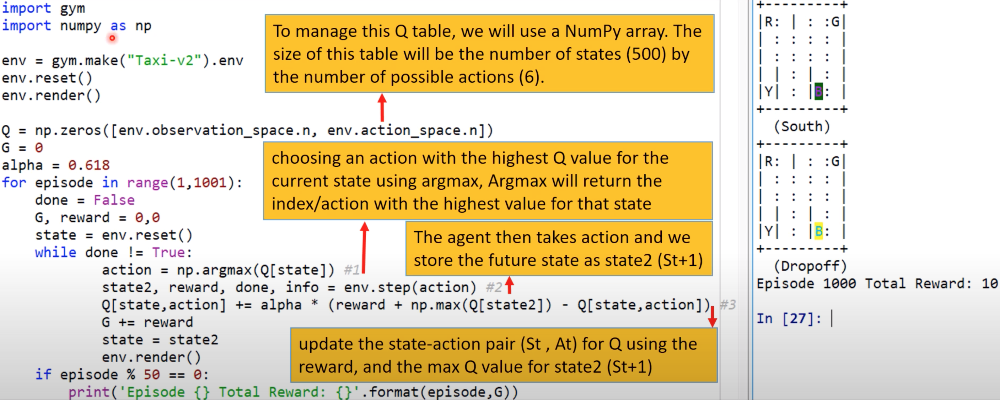 import gym
import numpy as np
env = gym.make("Taxi-v2").env
env.reset()
env.render()
Q = np.zeros([env.observation_space.n, env.action_space.n])
G = 0
alpha = 0.618
for episode in range(1,1001):
done = False
G, reward = 0,0
state = env.reset()
while done != True:
action = np.argmax(Q[state]) #1
state2, reward, done, info = env.step(action) #2
Q[state,action] += alpha * (reward + np.max(Q[state2]) - Q[state,action]) #3
G += reward
state = state2
env.render()
if episode % 50 == 0:
print('Episode {} Total Reward: {}'.format(episode,G))
To manage this Q table, we will use a NumPy array. The
size of this table will be the number of states (500) by
the number of possible actions (6).
choosing an action with the highest Q value for the
current state using argmax, Argmax will return the
index/action with the highest value for that state
The agent then takes action and we
store the future state as state2 (St+1)
update the state-action pair (St , At) for Q using the
reward, and the max Q value for state2 (St+1)
+---------+
|R: | : :G|
| : : : : |
| : : : : |
| | : | : |
|Y| : |B: |
+---------+
(South)
+---------+
|R: | : :G|
| : : : : |
| : : : : |
| | : | : |
|Y| : |B: |
+---------+
(Dropoff)
Episode 1000 Total Reward: 10
In [27]: